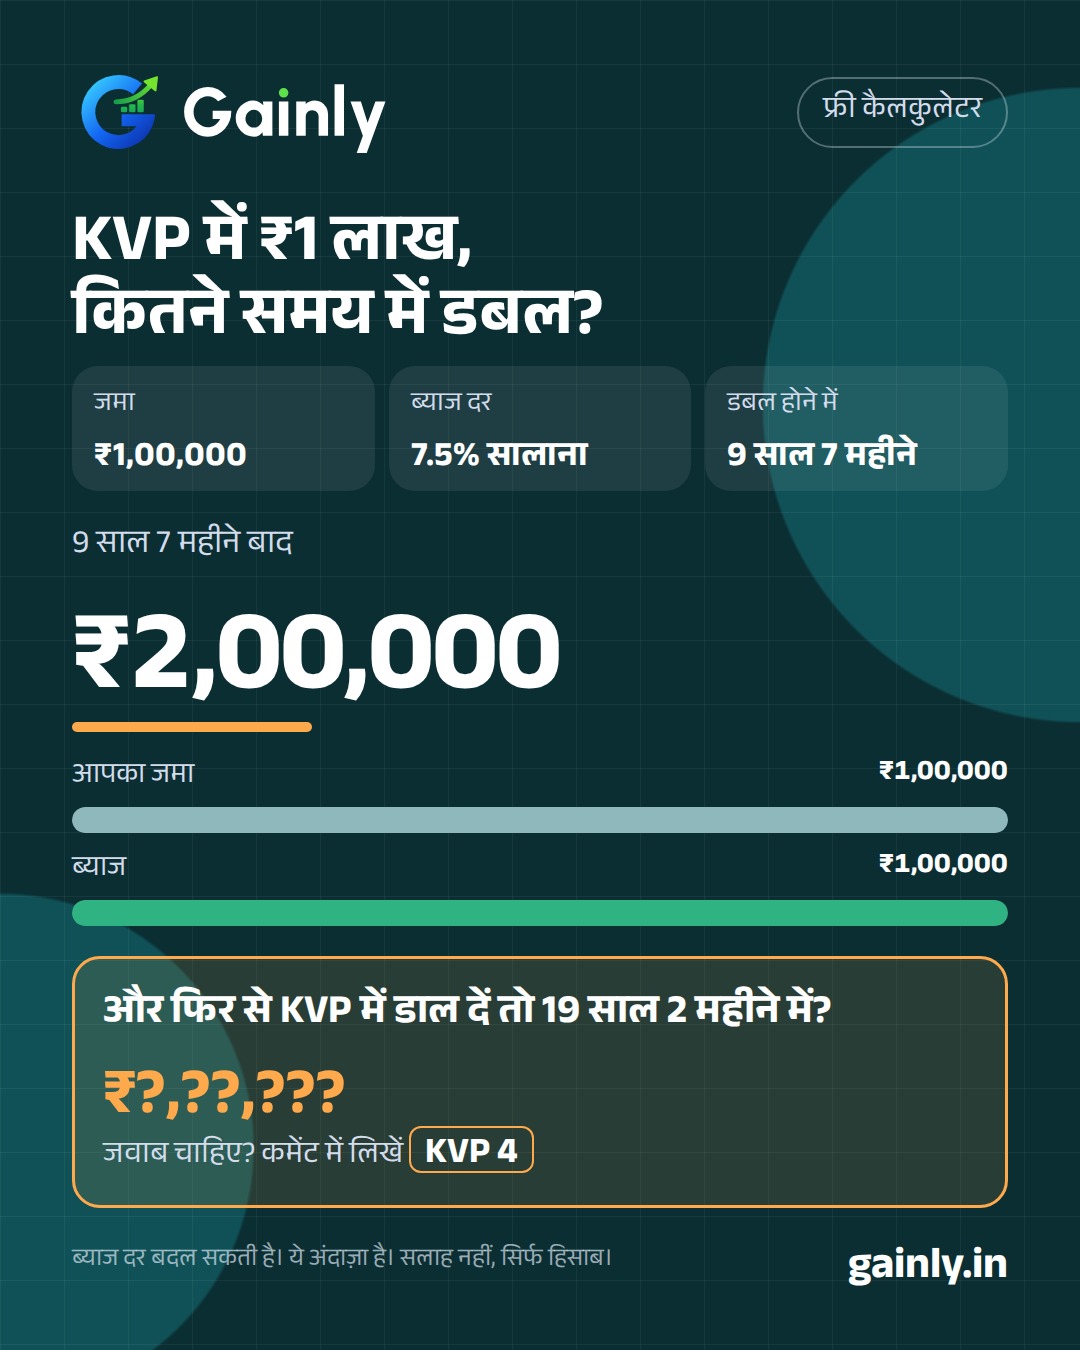 Gainly
फ्री कैलकुलेटर
KVP में ₹1 लाख,
कितने समय में डबल?
जमा
₹1,00,000
ब्याज दर
7.5% सालाना
डबल होने में
9 साल 7 महीने
9 साल 7 महीने बाद
₹2,00,000
आपका जमा
₹1,00,000
ब्याज
₹1,00,000
और फिर से KVP में डाल दें तो 19 साल 2 महीने में?
₹?,??,???
जवाब चाहिए? कमेंट में लिखें KVP 4
ब्याज दर बदल सकती है। ये अंदाज़ा है। सलाह नहीं, सिर्फ हिसाब।
gainly.in